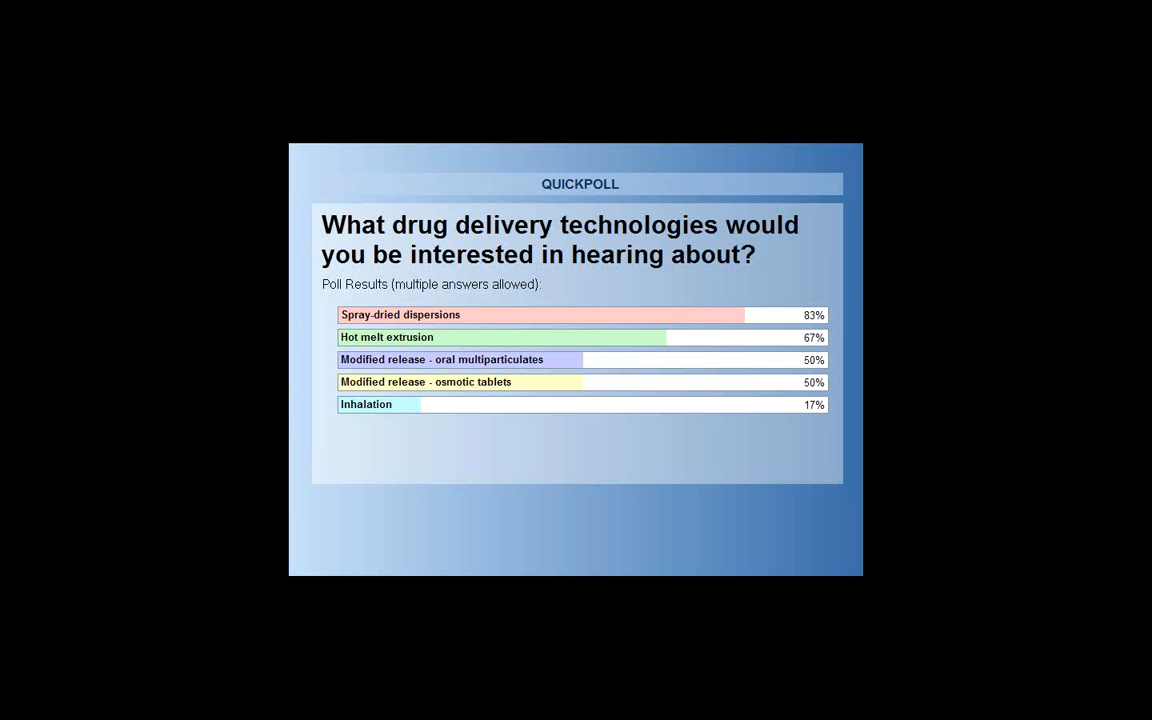 QUICKPOLL
What drug delivery technologies would
you be interested in hearing about?
Poll Results (multiple answers allowed):
Spray-dried dispersions 83%
Hot melt extrusion 67%
Modified release - oral multiparticulates 50%
Modified release - osmotic tablets 50%
Inhalation 17%